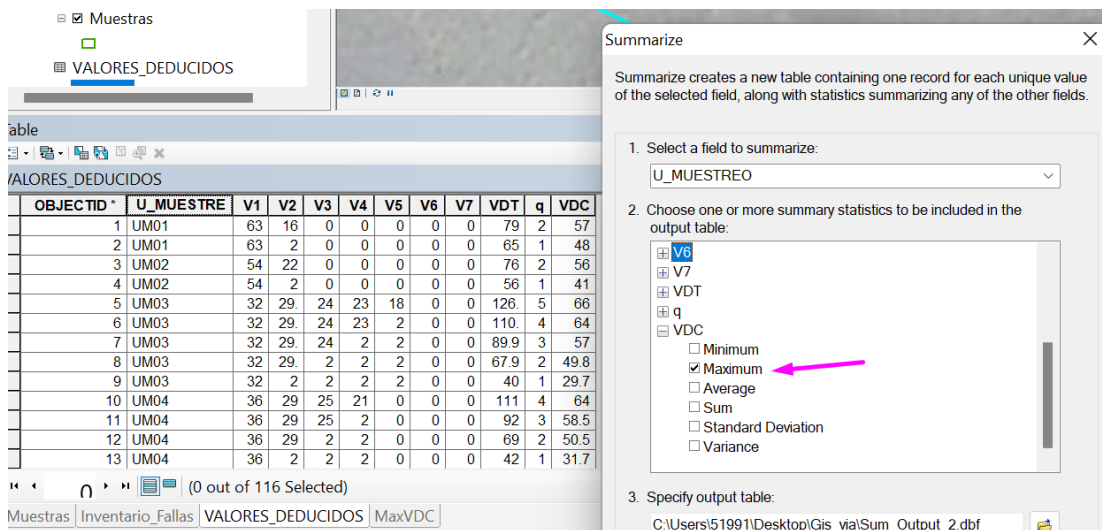 Muestras
VALORES_DEDUCIDOS
Table
VALORES_DEDUCIDOS
OBJECTID * U_MUESTRE V1 V2 V3 V4 V5 V6 V7 VDT q VDC
1 UM01 63 16 0 0 0 0 0 79 2 57
2 UM01 63 2 0 0 0 0 0 65 1 48
3 UM02 54 22 0 0 0 0 0 76 2 56
4 UM02 54 2 0 0 0 0 0 56 1 41
5 UM03 32 29. 24 23 18 0 0 126. 5 66
6 UM03 32 29. 24 23 2 0 0 110. 4 64
7 UM03 32 29. 24 2 2 0 0 89.9 3 57
8 UM03 32 29. 2 2 2 0 0 67.9 2 49.8
9 UM03 32 2 2 2 2 0 0 40 1 29.7
10 UM04 36 29 25 21 0 0 0 111 4 64
11 UM04 36 29 25 2 0 0 0 92 3 58.5
12 UM04 36 29 2 2 0 0 0 69 2 50.5
13 UM04 36 2 2 2 0 0 0 42 1 31.7
0 (0 out of 116 Selected)
Muestras Inventario_Fallas VALORES_DEDUCIDOS MaxVDC
Summarize
Summarize creates a new table containing one record for each unique value
of the selected field, along with statistics summarizing any of the other fields.
1. Select a field to summarize:
U_MUESTREO
2. Choose one or more summary statistics to be included in the
output table:
V6
V7
VDT
q
VDC
Minimum
Maximum
Average
Sum
Standard Deviation
Variance
3. Specify output table:
C:\Users\51991\Desktop\Gis_via\Sum_Output_2.dbf